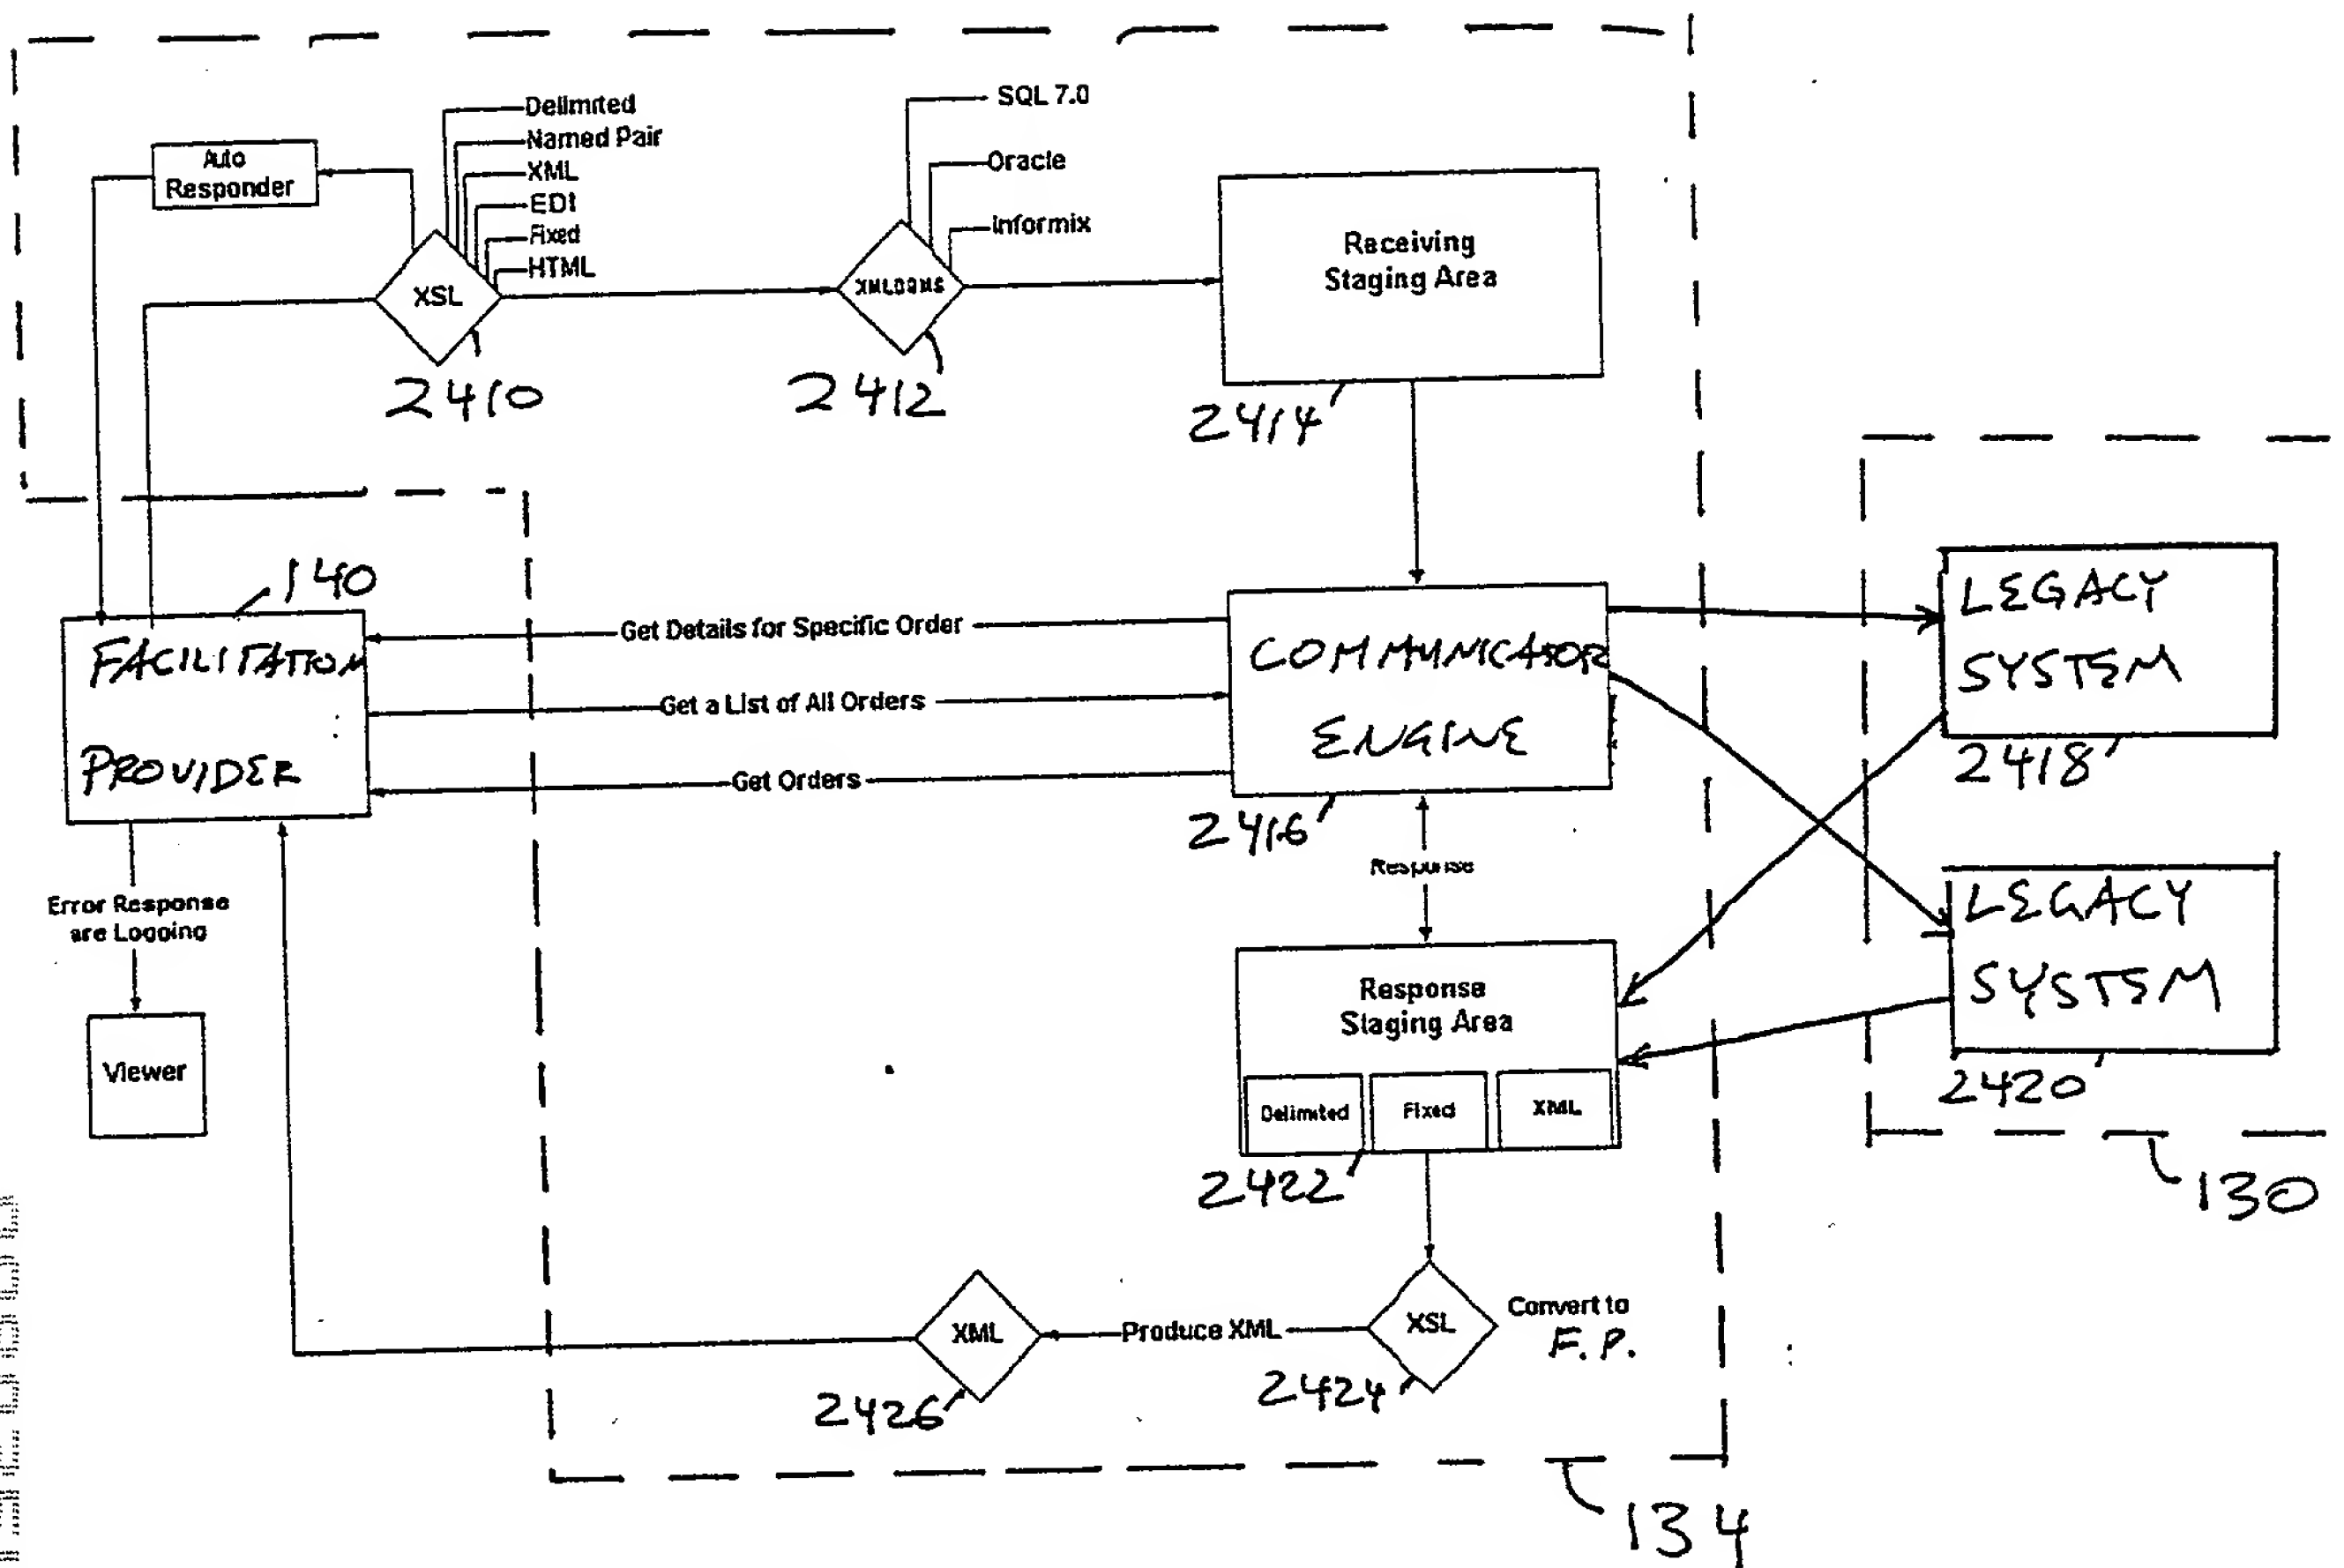 Delimited
Named Pair
XML
EDI
Fixed
HTML
SQL 7.0
Oracle
Informix
Auto
Responder
XSL
Receiving
Staging Area
2410
2412
2414
140
FACILITATION
PROVIDER
Get Details for Specific Order
Get a List of All Orders
Get Orders
COMMUNICATOR
ENGINE
2416
LEGACY
SYSTEM
2418
Response
Error Response
are Logging
Viewer
LEGACY
SYSTEM
2420
130
Response
Staging Area
Delimited
Fixed
XML
2422
XML
Produce XML
XSL
Convert to
F.P.
2426
2424
134